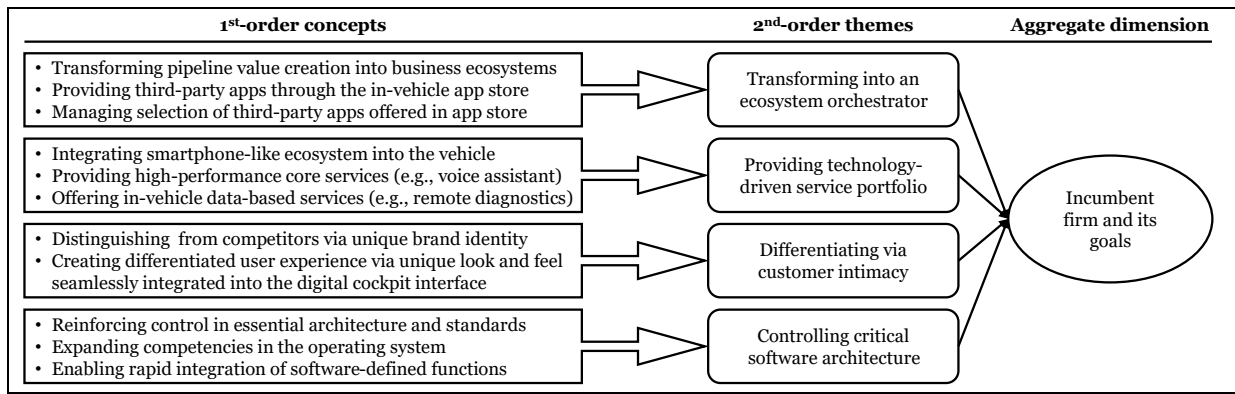 1st-order concepts
2nd-order themes
Aggregate dimension
• Transforming pipeline value creation into business ecosystems
• Providing third-party apps through the in-vehicle app store
• Managing selection of third-party apps offered in app store
Transforming into an
ecosystem orchestrator
• Integrating smartphone-like ecosystem into the vehicle
• Providing high-performance core services (e.g., voice assistant)
• Offering in-vehicle data-based services (e.g., remote diagnostics)
Providing technology-
driven service portfolio
• Distinguishing from competitors via unique brand identity
• Creating differentiated user experience via unique look and feel
seamlessly integrated into the digital cockpit interface
Differentiating via
customer intimacy
• Reinforcing control in essential architecture and standards
• Expanding competencies in the operating system
• Enabling rapid integration of software-defined functions
Controlling critical
software architecture
Incumbent
firm and its
goals